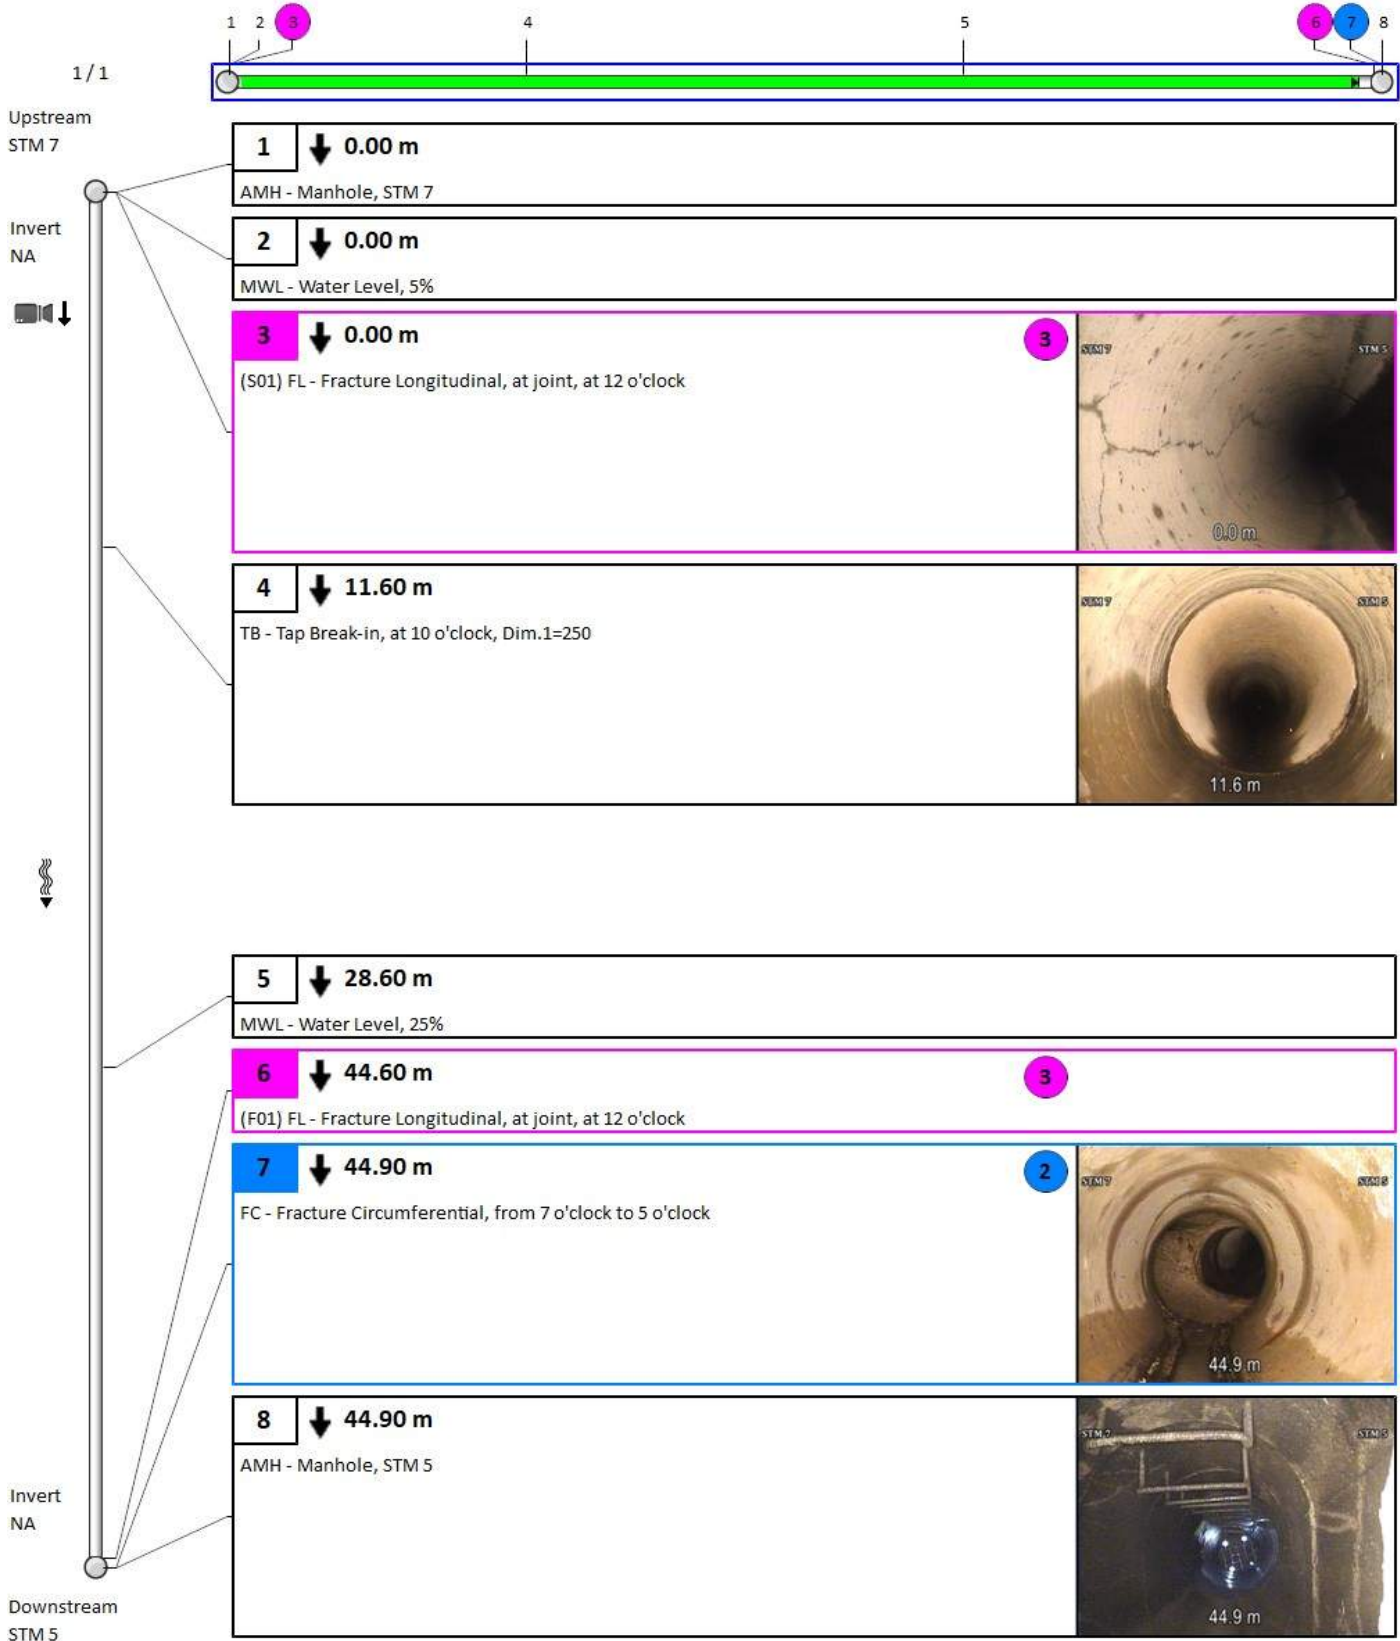 1 2 3 4 5 6 7 8
1 / 1
Upstream
STM 7
1 0.00 m
AMH - Manhole, STM 7
Invert
NA
2 0.00 m
MWL - Water Level, 5%
3 0.00 m 3
(S01) FL - Fracture Longitudinal, at joint, at 12 o'clock
STM 7 STM 5
0.0 m
4 11.60 m
TB - Tap Break-in, at 10 o'clock, Dim.1=250
STM 7 STM 5
11.6 m
5 28.60 m
MWL - Water Level, 25%
6 44.60 m 3
(F01) FL - Fracture Longitudinal, at joint, at 12 o'clock
7 44.90 m 2
FC - Fracture Circumferential, from 7 o'clock to 5 o'clock
STM 7 STM 5
44.9 m
8 44.90 m
AMH - Manhole, STM 5
STM 7 STM 5
44.9 m
Invert
NA
Downstream
STM 5